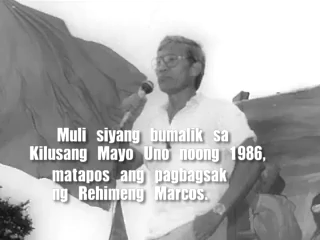 Muli siyang bumalik sa
Kilusang Mayo Uno noong 1986,
matapos ang pagbagsak
ng Rehimeng Marcos.